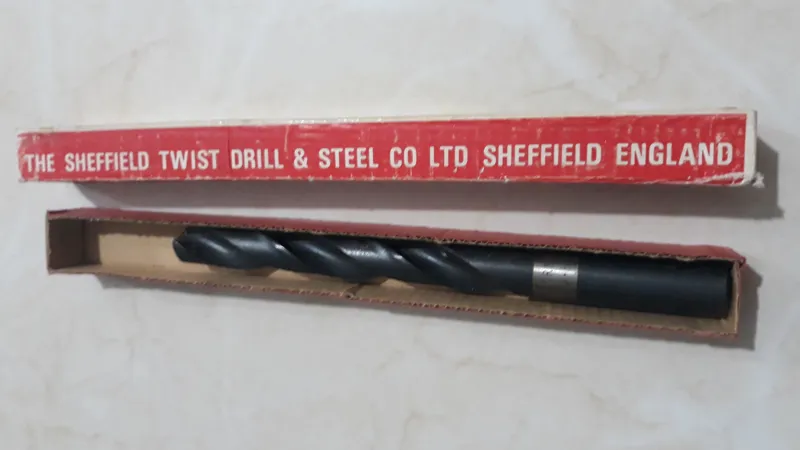 THE SHEFFIELD TWIST DRILL & STEEL CO LTD SHEFFIELD ENGLAND